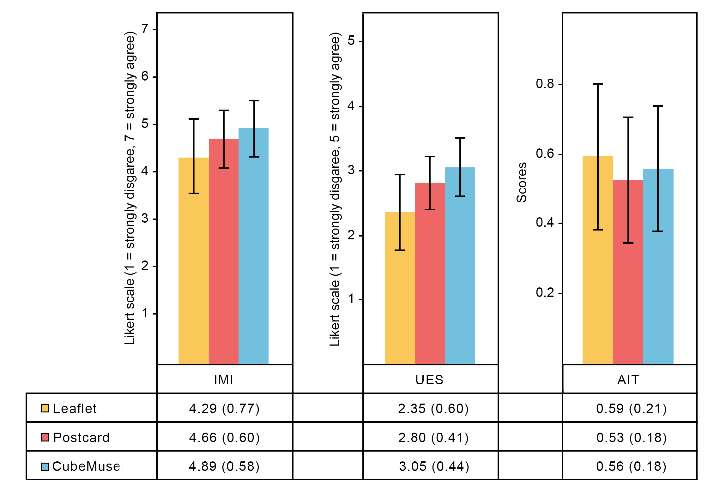 Likert scale (1 = strongly disgaree, 7 = strongly agree)
7
6
5
4
3
2
1
Likert scale (1 = strongly disgaree, 5 = strongly agree)
5
4
3
2
1
Scores
0.8
0.6
0.4
0.2
IMI UES AIT
Leaflet 4.29 (0.77) 2.35 (0.60) 0.59 (0.21)
Postcard 4.66 (0.60) 2.80 (0.41) 0.53 (0.18)
CubeMuse 4.89 (0.58) 3.05 (0.44) 0.56 (0.18)